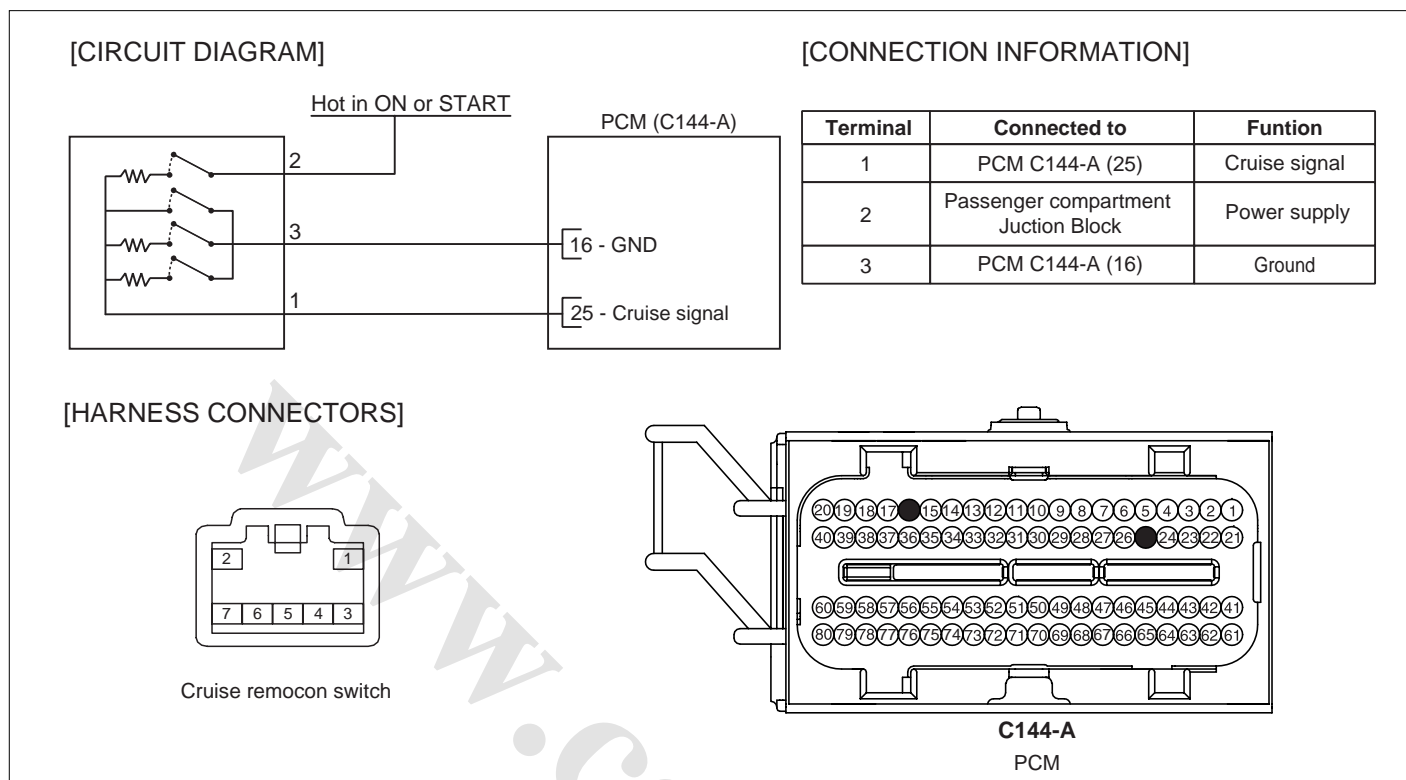 [CIRCUIT DIAGRAM]
Hot in ON or START
PCM (C144-A)
2
3
1
16 - GND
25 - Cruise signal
[CONNECTION INFORMATION]
Terminal Connected to Funtion
1 PCM C144-A (25) Cruise signal
2 Passenger compartment Juction Block Power supply
3 PCM C144-A (16) Ground
[HARNESS CONNECTORS]
2 1
7 6 5 4 3
Cruise remocon switch
20 19 18 17 15 14 13 12 11 10 9 8 7 6 5 4 3 2 1
40 39 38 37 36 35 34 33 32 31 30 29 28 27 26 24 23 22 21
60 59 58 57 56 55 54 53 52 51 50 49 48 47 46 45 44 43 42 41
80 79 78 77 76 75 74 73 72 71 70 69 68 67 66 65 64 63 62 61
C144-A
PCM
www.c